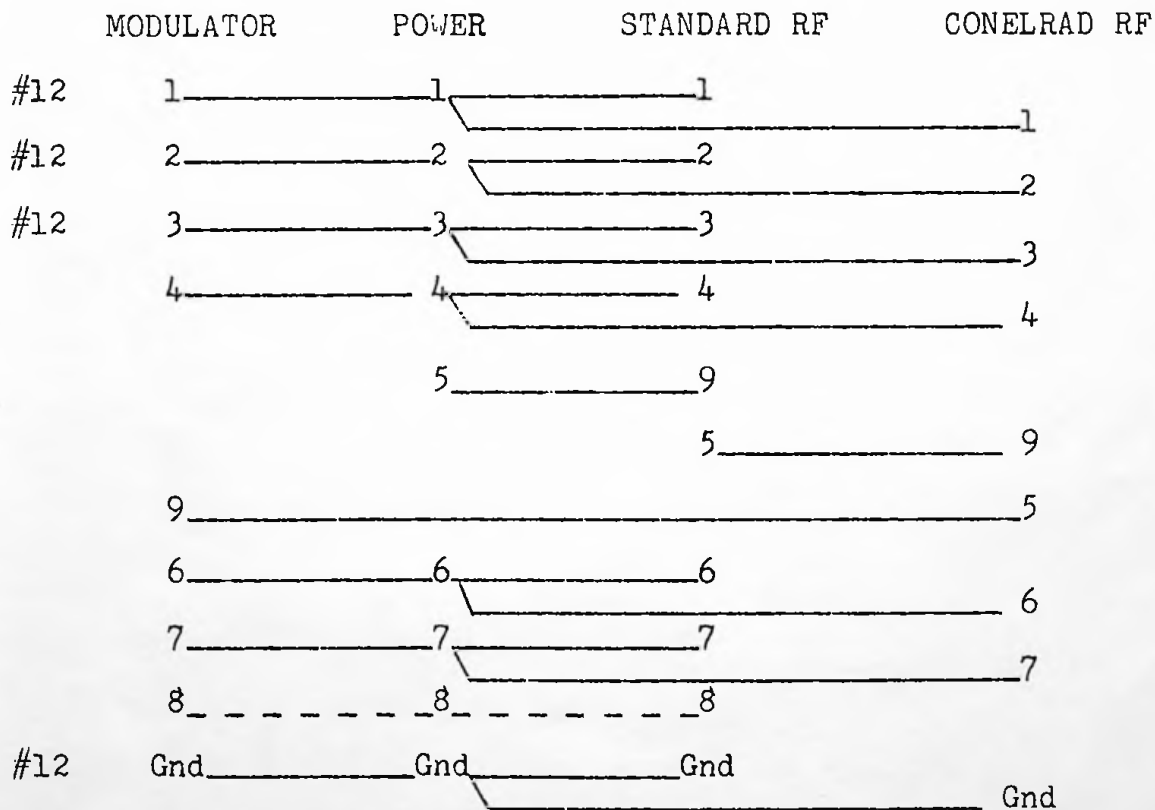 MODULATOR POWER STANDARD RF CONELRAD RF
#12 1 1 1
1
#12 2 2 2
2
#12 3 3 3
3
4 4 4
4
5 9
5 9
9 5
6 6 6
6
7 7 7
7
8 8 8
#12 Gnd Gnd Gnd
Gnd